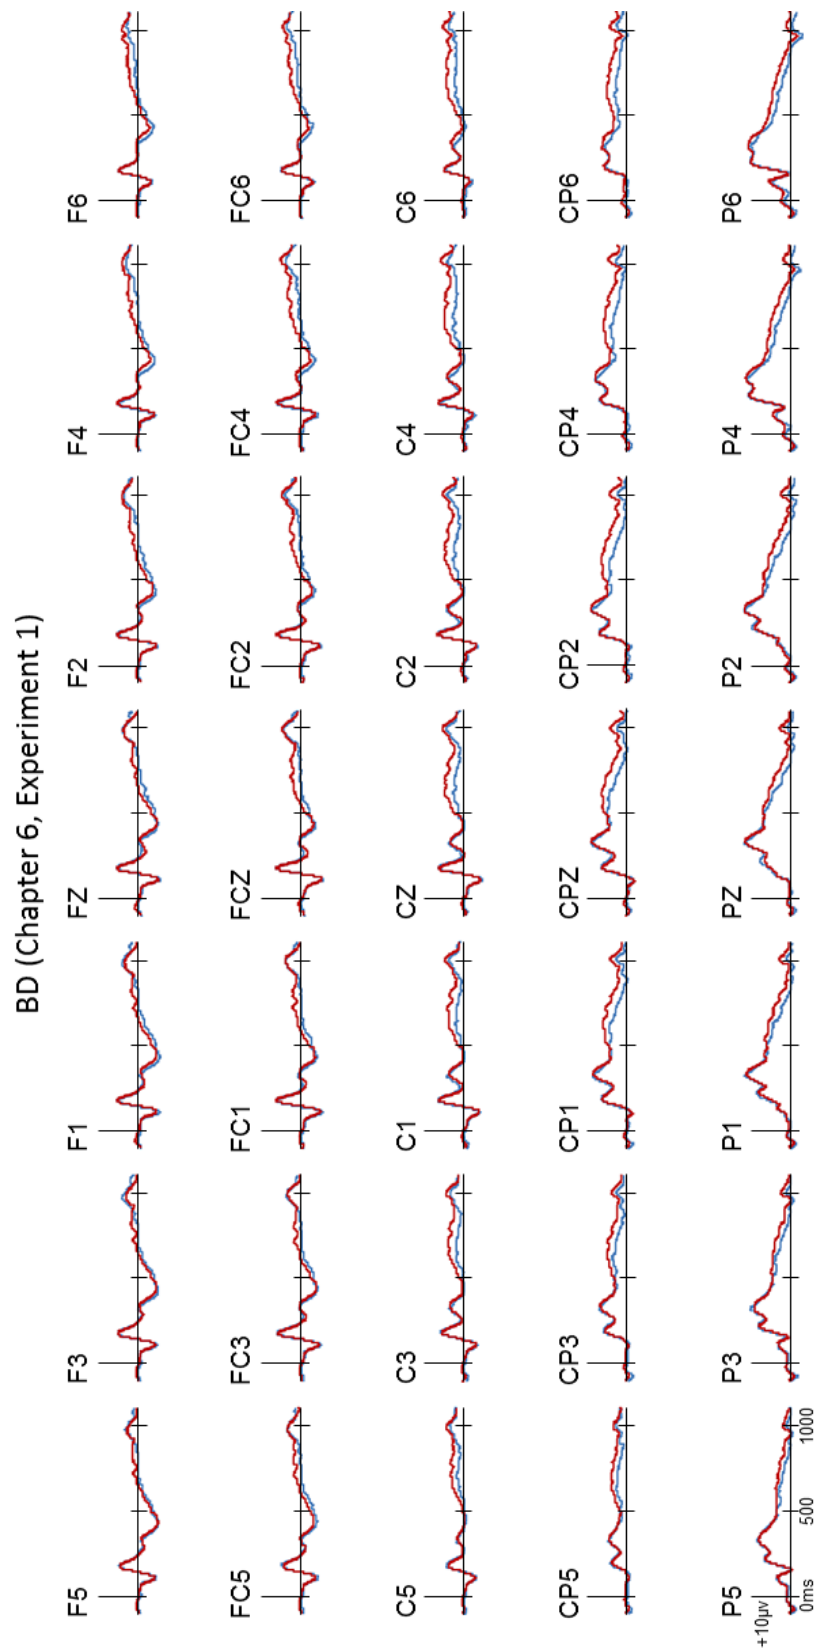 BD (Chapter 6, Experiment 1)
F5 F3 F1 FZ F2 F4 F6
FC5 FC3 FC1 FCZ FC2 FC4 FC6
C5 C3 C1 CZ C2 C4 C6
CP5 CP3 CP1 CPZ CP2 CP4 CP6
P5 P3 P1 PZ P2 P4 P6
+10µv
0ms 500 1000